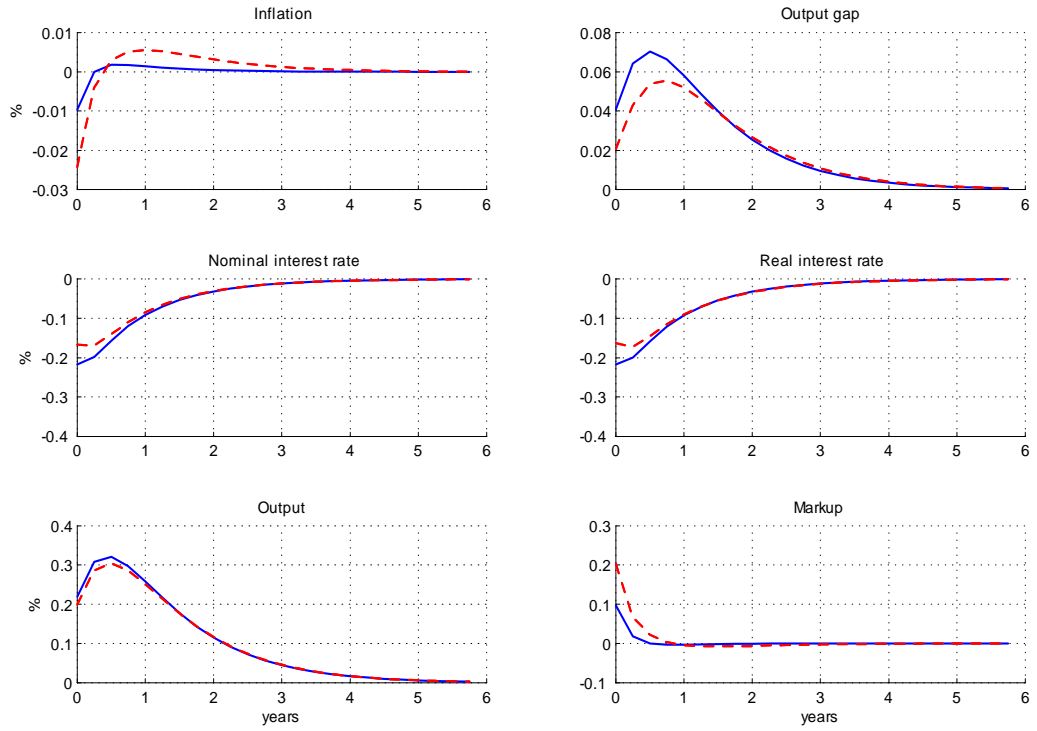 Inflation
0.01
0
-0.01
-0.02
-0.03
%
0 1 2 3 4 5 6
Output gap
0.08
0.06
0.04
0.02
0
0 1 2 3 4 5 6
Nominal interest rate
0
-0.1
-0.2
-0.3
-0.4
%
0 1 2 3 4 5 6
Real interest rate
0
-0.1
-0.2
-0.3
-0.4
0 1 2 3 4 5 6
Output
0.4
0.3
0.2
0.1
0
%
0 1 2 3 4 5 6
years
Markup
0.3
0.2
0.1
0
-0.1
0 1 2 3 4 5 6
years